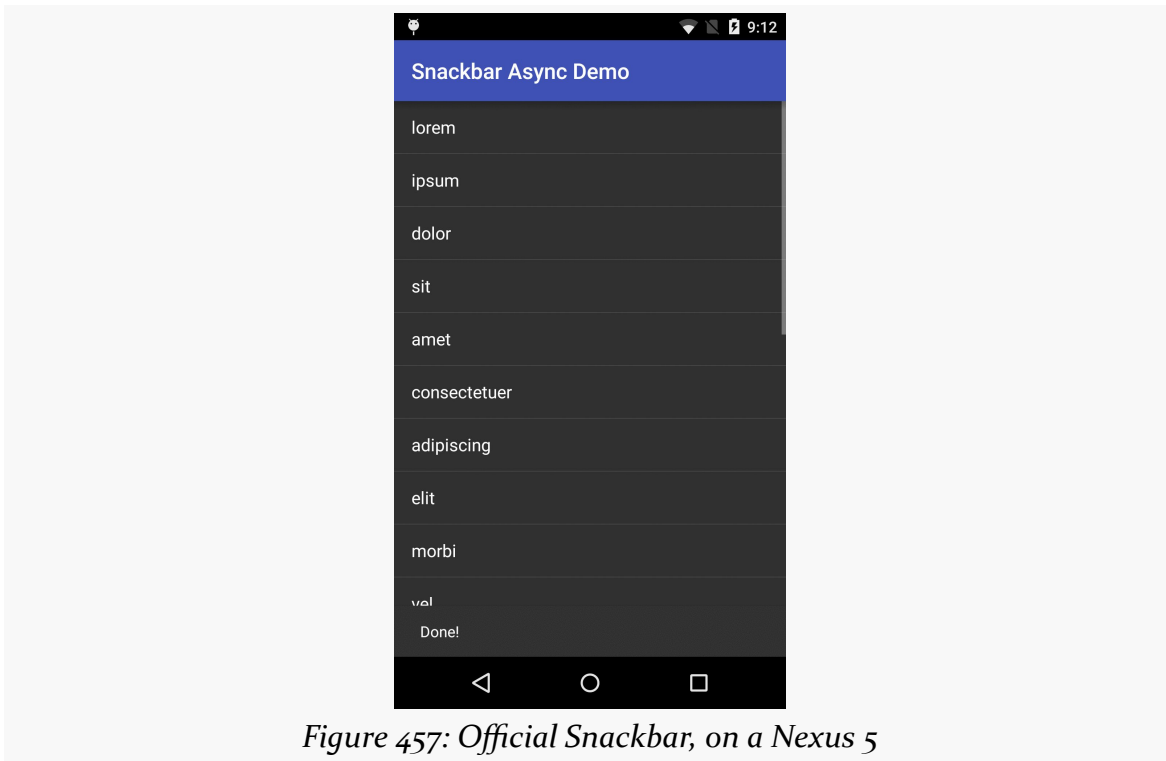 9:12
Snackbar Async Demo
lorem
ipsum
dolor
sit
amet
consectetuer
adipiscing
elit
morbi
vel
Done!
Figure 457: Official Snackbar, on a Nexus 5